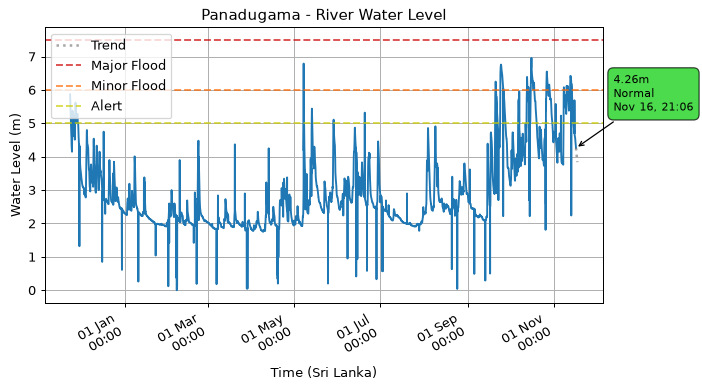 Panadugama - River Water Level
Trend
Major Flood
Minor Flood
Alert
4.26m
Normal
Nov 16, 21:06
Water Level (m)
7
6
5
4
3
2
1
0
01 Jan
00:00
01 Mar
00:00
01 May
00:00
01 Jul
00:00
01 Sep
00:00
01 Nov
00:00
Time (Sri Lanka)